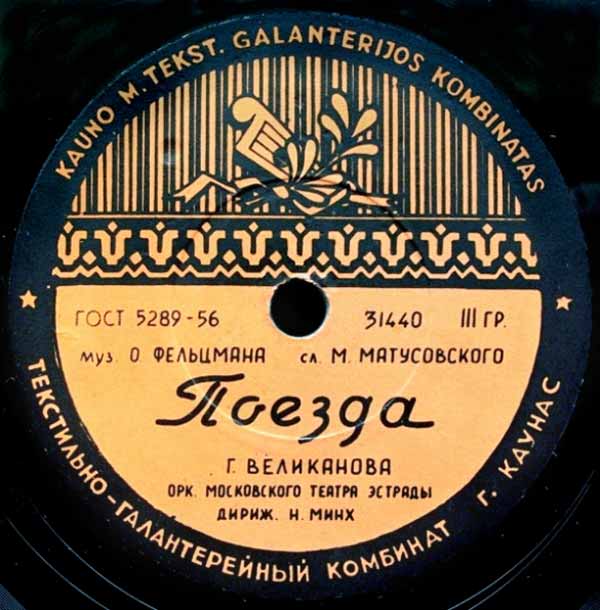 KAUNO M. TEKST. GALANTERIJOS KOMBINATAS
ГОСТ 5289-56 31440 III ГР.
муз. О. ФЕЛЬЦМАНА сл. М. МАТУСОВСКОГО
Поезда
Г. ВЕЛИКАНОВА
ОРК. МОСКОВСКОГО ТЕАТРА ЭСТРАДЫ
ДИРИЖ. Н. МИНХ
ТЕКСТИЛЬНО-ГАЛАНТЕРЕЙНЫЙ КОМБИНАТ Г. КАУНАС